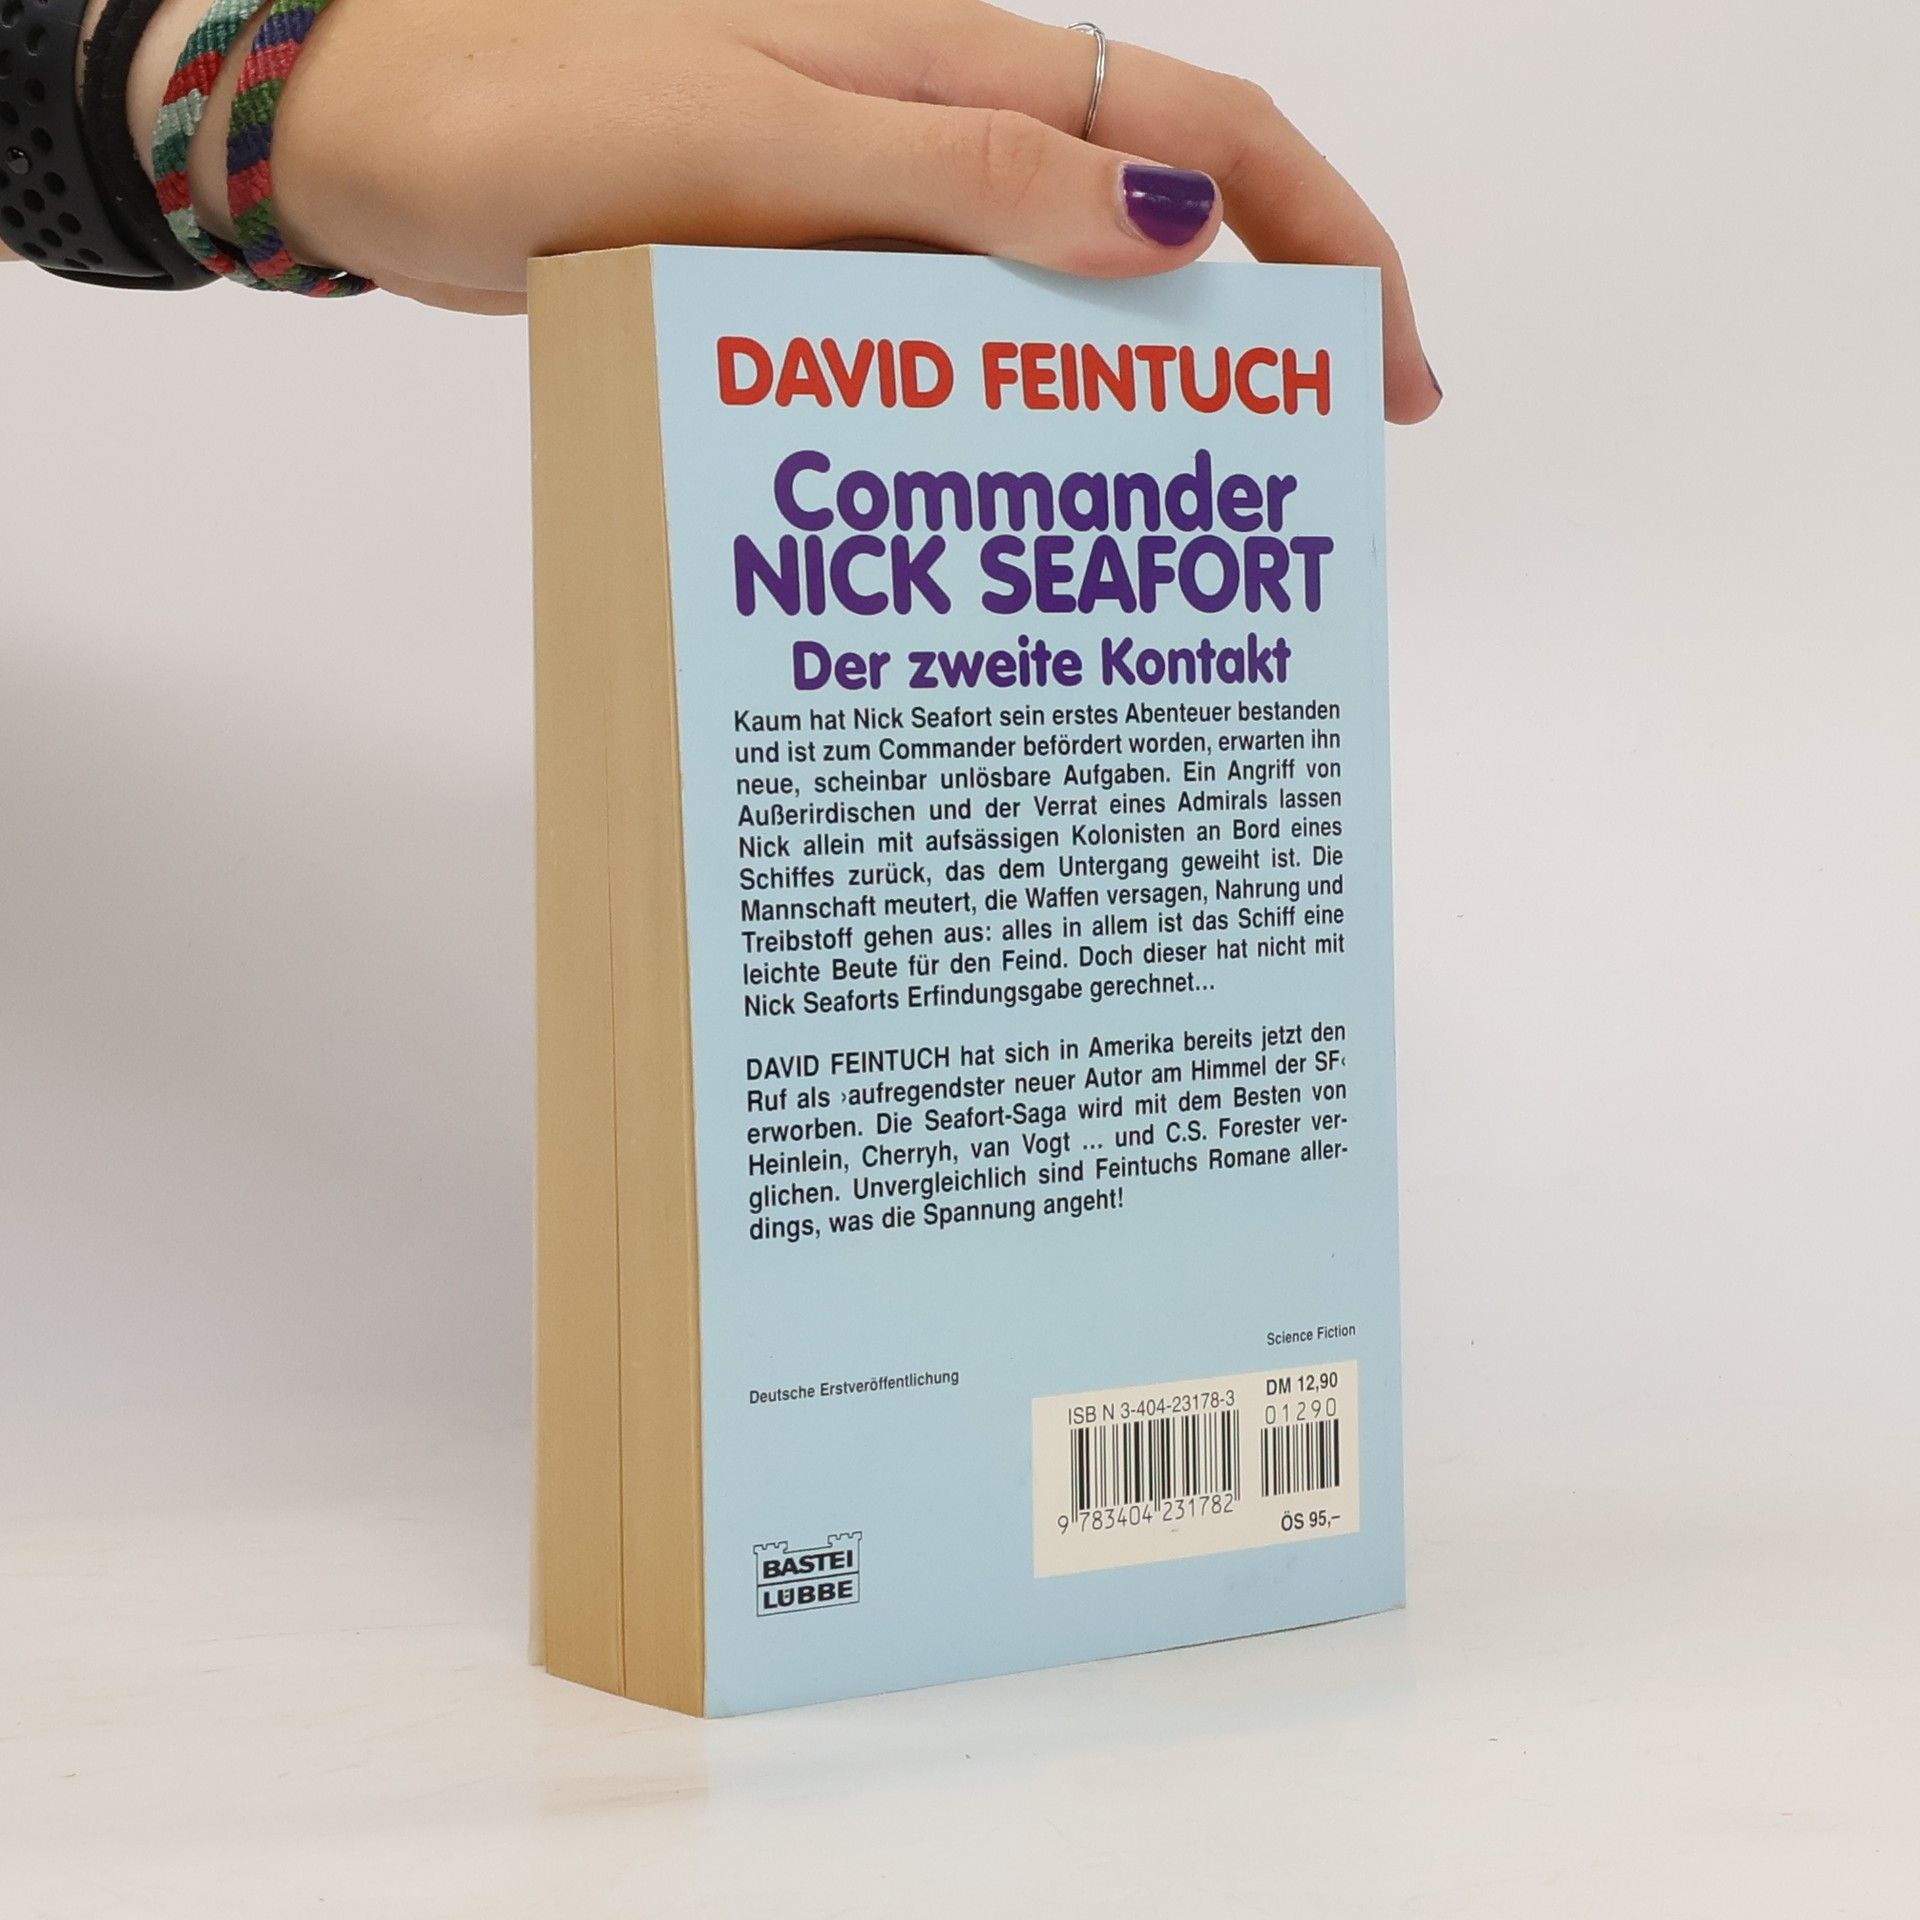 DAVID FEINTUCH
Commander
NICK SEAFORT
Der zweite Kontakt
Kaum hat Nick Seafort sein erstes Abenteuer bestanden
und ist zum Commander befördert worden, erwarten ihn
neue, scheinbar unlösbare Aufgaben. Ein Angriff von
Außerirdischen und der Verrat eines Admirals lassen
Nick allein mit aufsässigen Kolonisten an Bord eines
Schiffes zurück, das dem Untergang geweiht ist. Die
Mannschaft meutert, die Waffen versagen, Nahrung und
Treibstoff gehen aus: alles in allem ist das Schiff eine
leichte Beute für den Feind. Doch dieser hat nicht mit
Nick Seaforts Erfindungsgabe gerechnet...
DAVID FEINTUCH hat sich in Amerika bereits jetzt den
Ruf als ›aufregendster neuer Autor am Himmel der SF‹
erworben. Die Seafort-Saga wird mit dem Besten von
Heinlein, Cherryh, van Vogt ... und C.S. Forester ver-
glichen. Unvergleichlich sind Feintuchs Romane aller-
dings, was die Spannung angeht!
Science Fiction
Deutsche Erstveröffentlichung
DM 12,90
ISBN 3-404-23178-3
01290
9 783404 231782
ÖS 95,–
BASTEI
LÜBBE